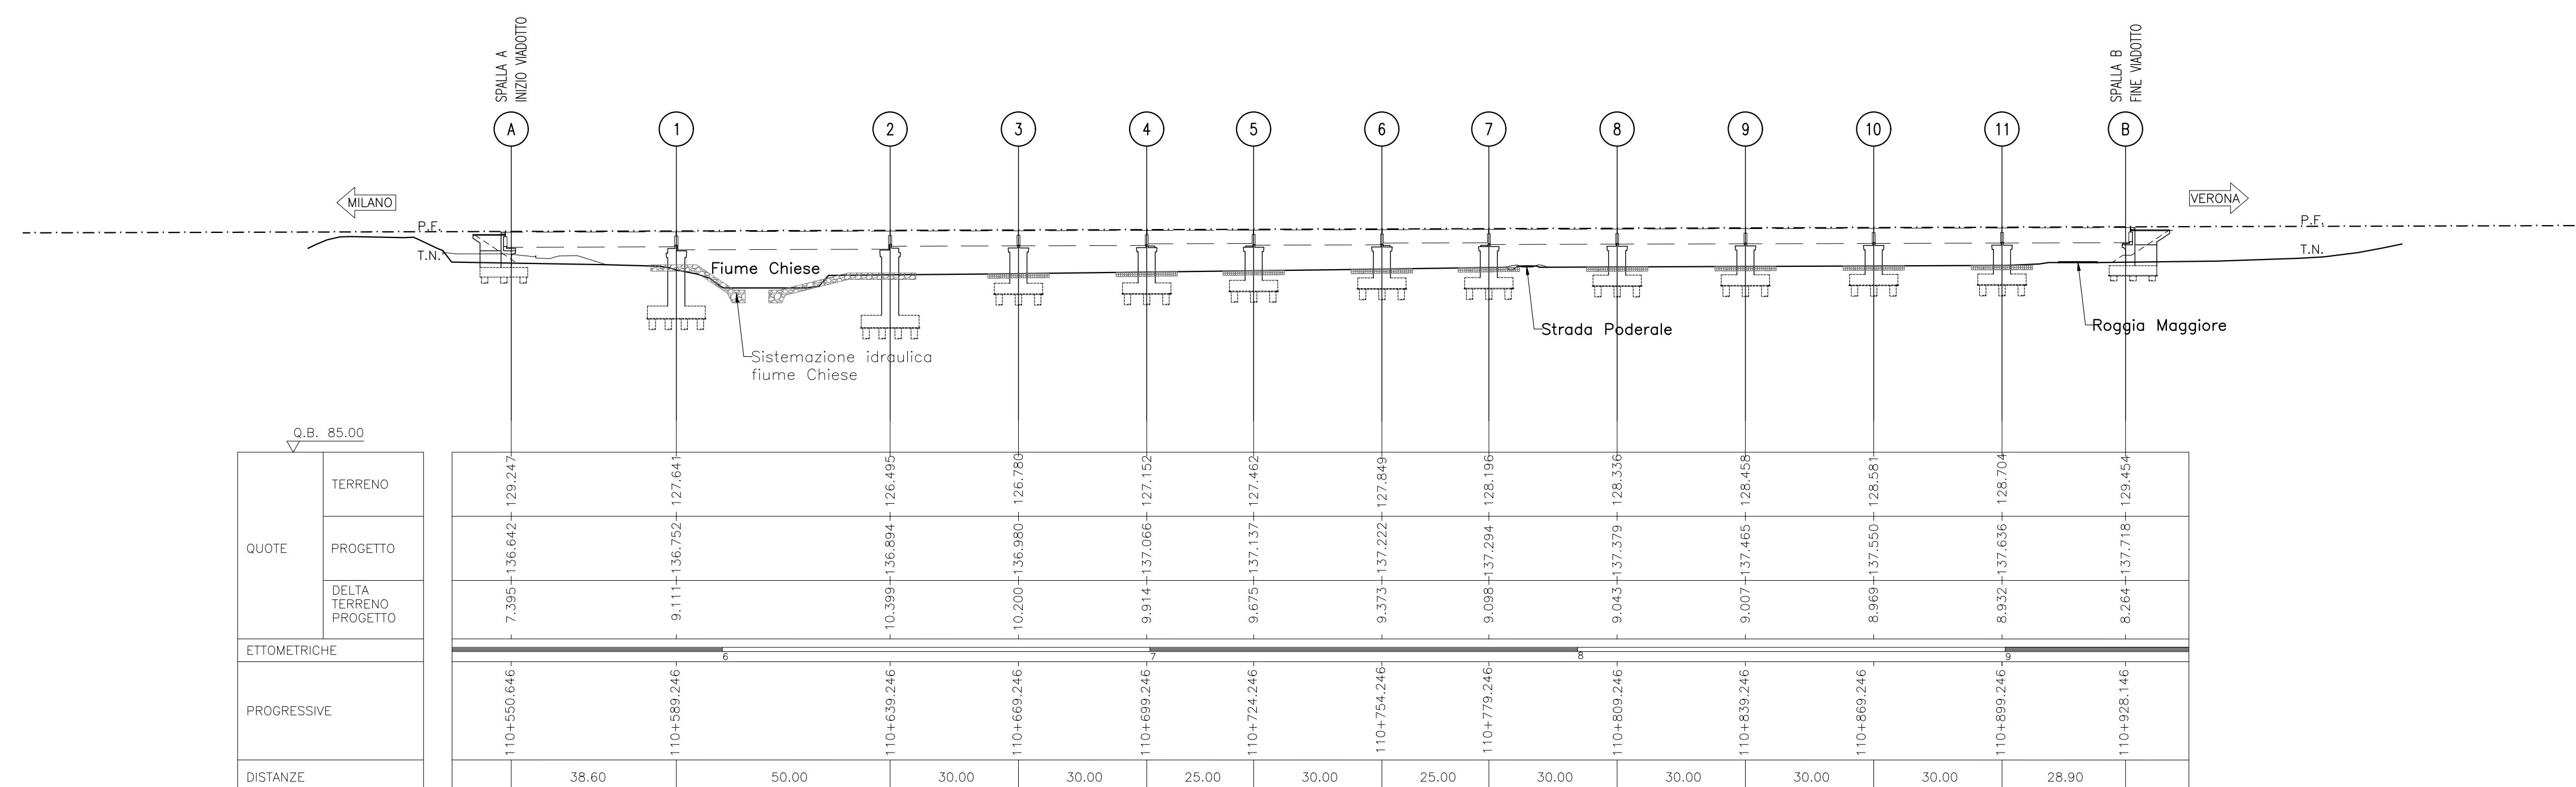 SPALLA A
INIZIO VIADOTTO
SPALLA B
FINE VIADOTTO
A 1 2 3 4 5 6 7 8 9 10 11 B
MILANO
VERONA
P.F.
P.F.
T.N.
T.N.
Fiume Chiese
Strada Poderale
Roggia Maggiore
Sistemazione idraulica
fiume Chiese
Q.B. 85.00
QUOTE
TERRENO
129.247 127.641 126.495 126.780 127.152 127.462 127.849 128.196 128.336 128.458 128.581 128.704 129.454
PROGETTO
136.642 136.752 136.894 136.980 137.066 137.137 137.222 137.294 137.379 137.465 137.550 137.636 137.718
DELTA
TERRENO
PROGETTO
7.395 9.111 10.399 10.200 9.914 9.675 9.373 9.098 9.043 9.007 8.969 8.932 8.264
ETTOMETRICHE
6 7 8 9
PROGRESSIVE
110+550.646 110+589.246 110+639.246 110+669.246 110+699.246 110+724.246 110+754.246 110+779.246 110+809.246 110+839.246 110+869.246 110+899.246 110+928.146
DISTANZE
38.60 50.00 30.00 30.00 25.00 30.00 25.00 30.00 30.00 30.00 30.00 28.90